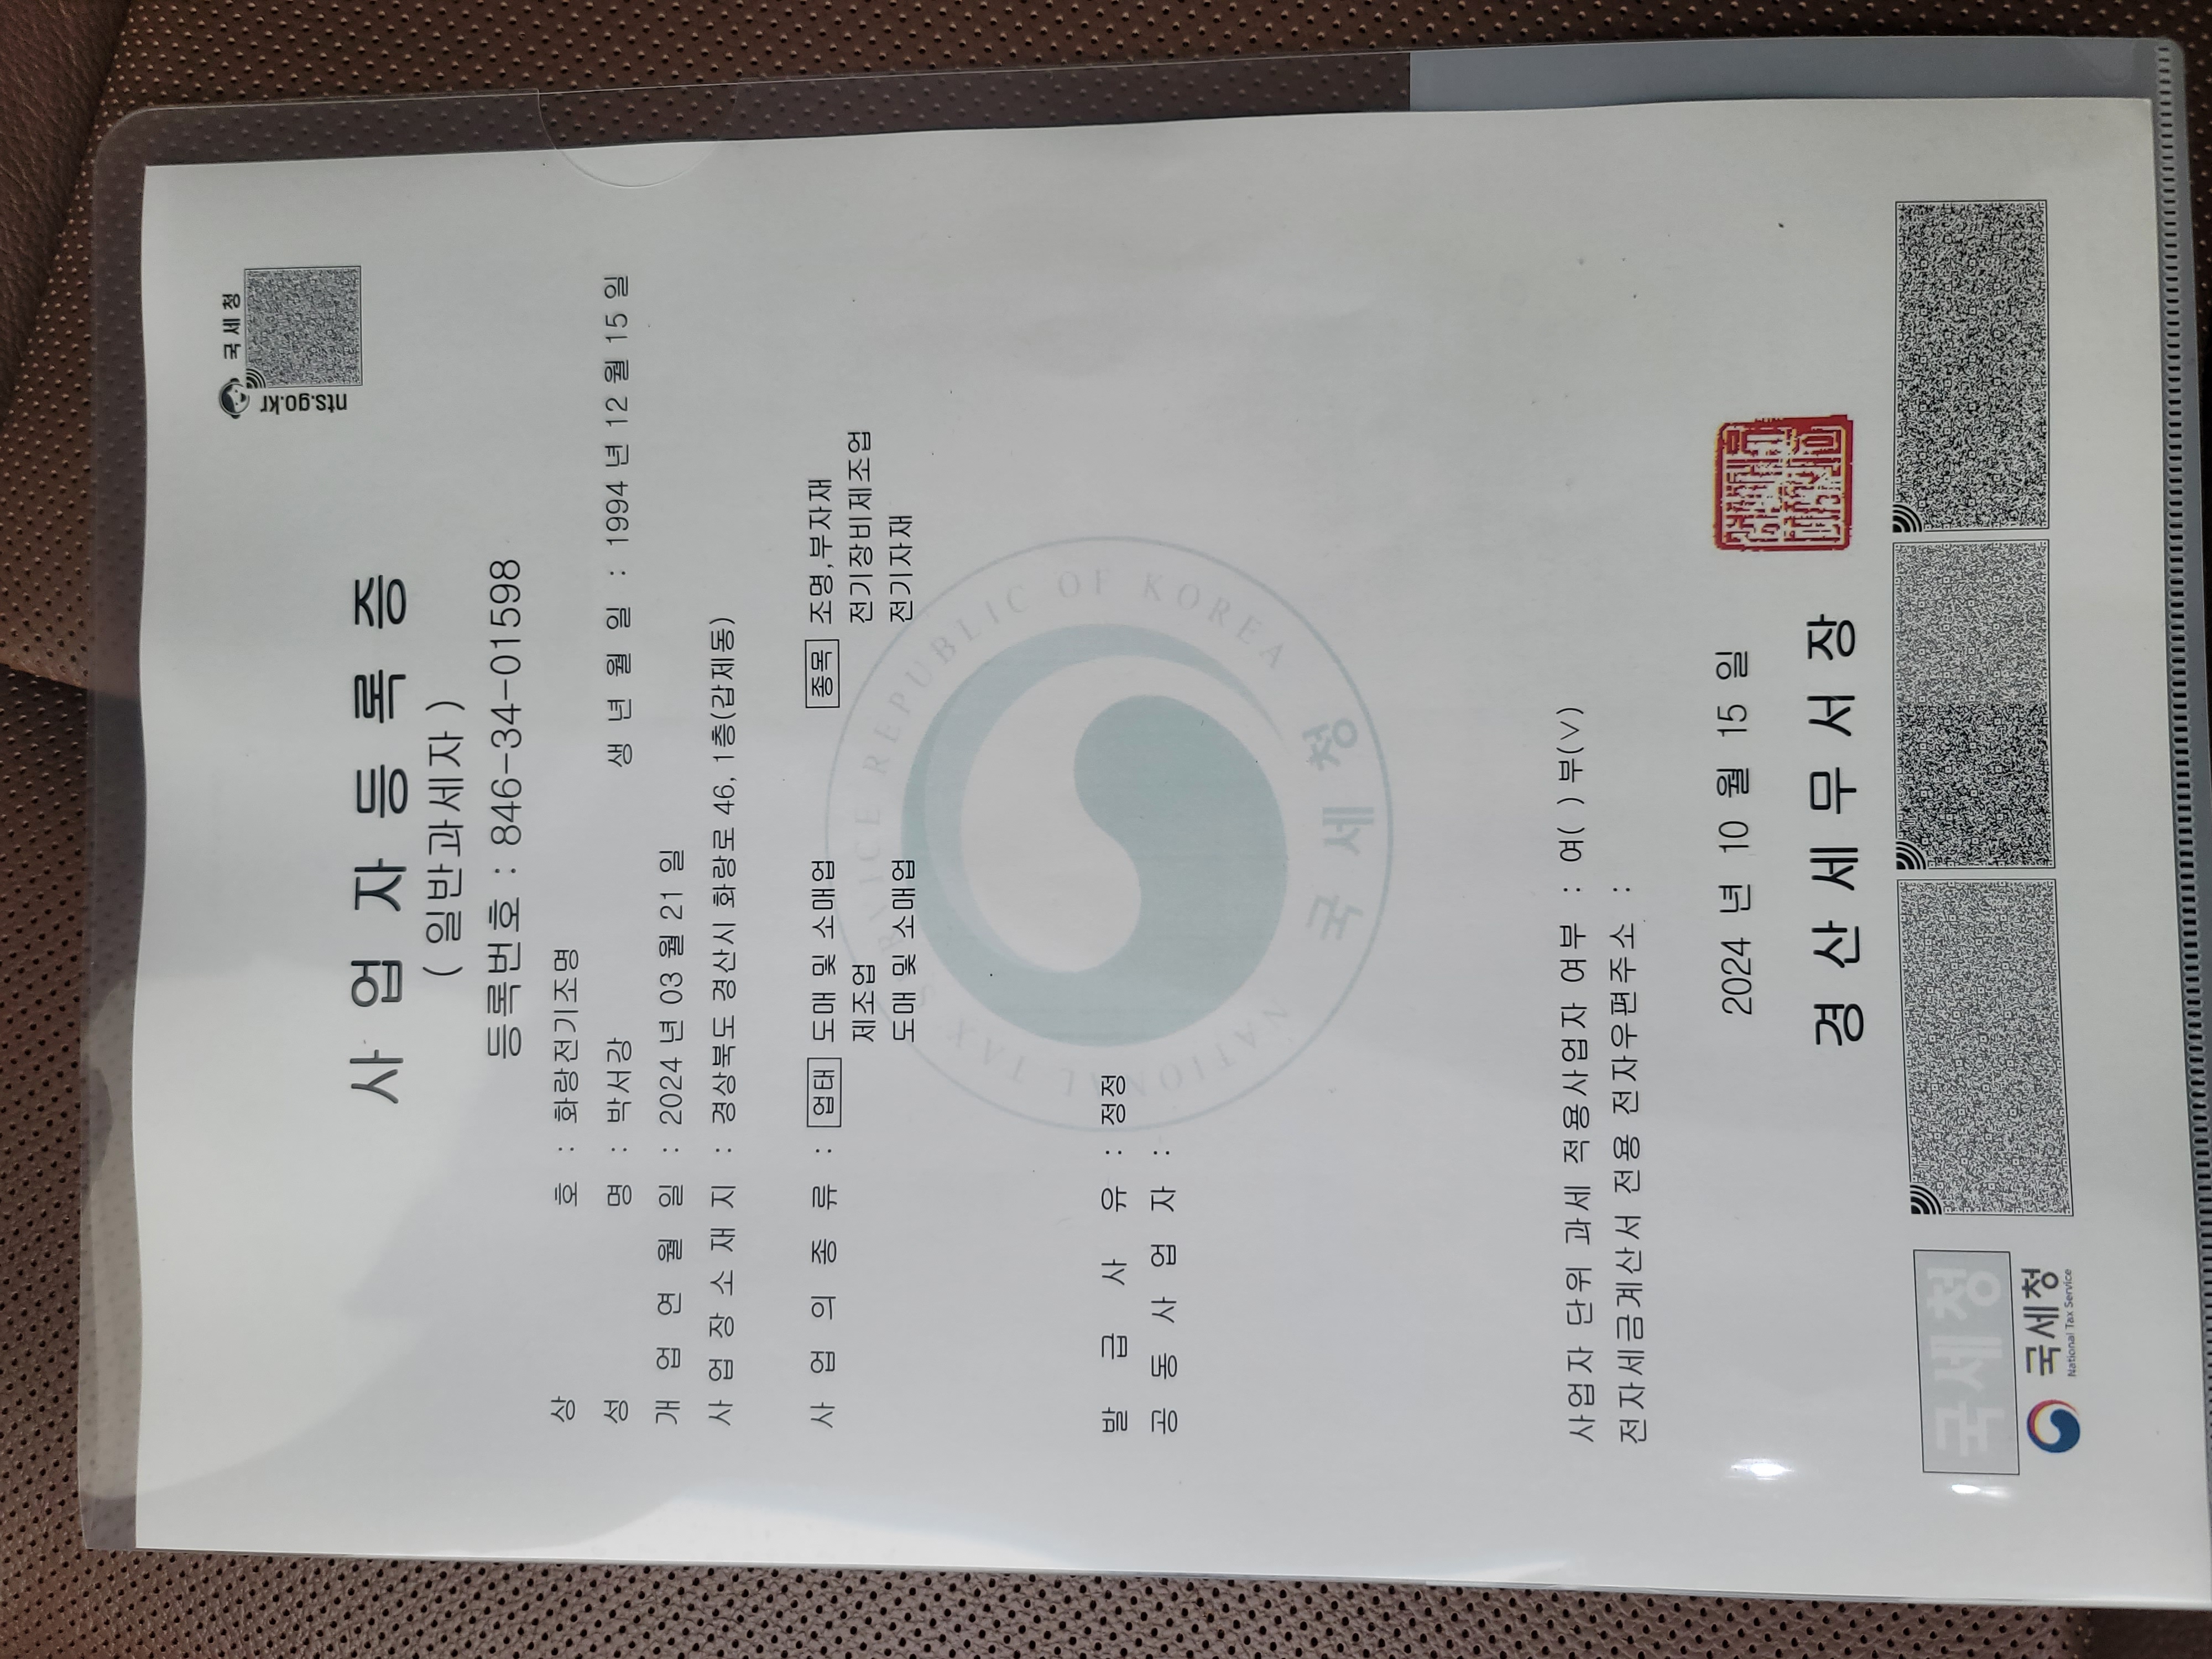 국세청
nts.go.kr
사업자등록증
( 일반과세자 )
등록번호 : 846-34-01598
상 호 : 화랑전기조명
성 명 : 박서강 생 년 월 일 : 1994 년 12 월 15 일
개 업 연 월 일 : 2024 년 03 월 21 일
사 업 장 소 재 지 : 경상북도 경산시 화랑로 46, 1층(갑제동)
사 업 의 종 류 : 업태 도매 및 소매업 종목 조명,부자재
제조업 전기장비제조업
도매 및 소매업 전기자재
NATIONAL TAX SERVICE REPUBLIC OF KOREA
국세청
발 급 사 유 : 정정
공 동 사 업 자 :
사업자 단위 과세 적용사업자 여부 : 여( ) 부(∨)
전자세금계산서 전용 전자우편주소 :
2024 년 10 월 15 일
경 산 세 무 서 장
국세청
국세청
National Tax Service